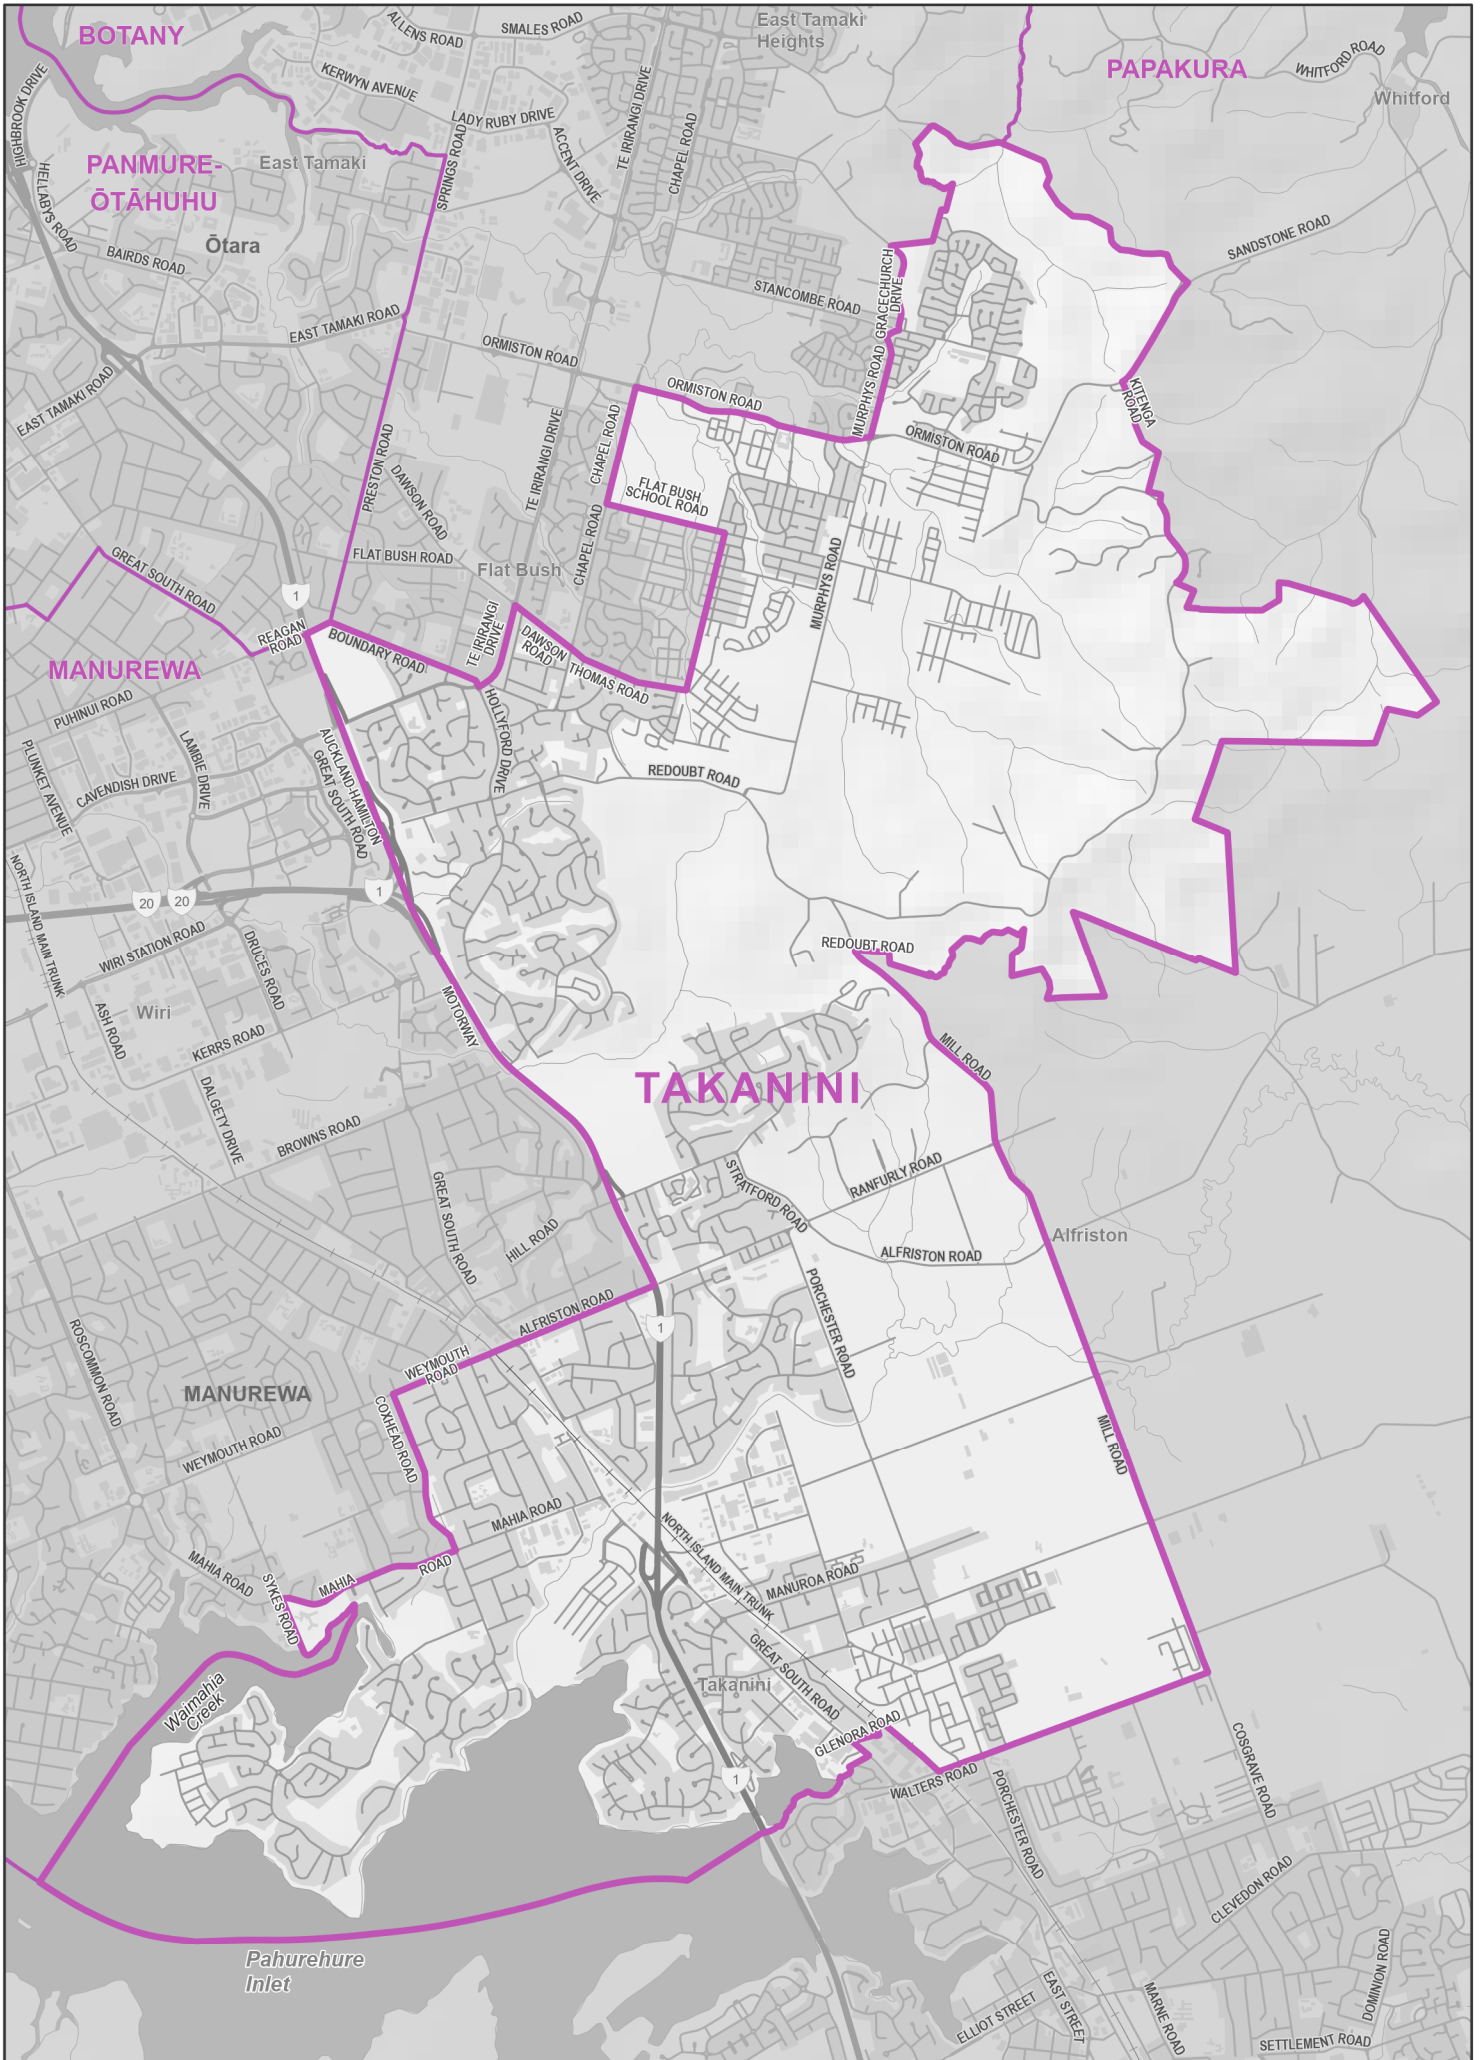 BOTANY
ALLENS ROAD
SMALES ROAD
East Tamaki
Heights
PAPAKURA
WHITFORD ROAD
Whitford
HIGHBROOK DRIVE
KERWYN AVENUE
LADY RUBY DRIVE
TE IRIRANGI DRIVE
CHAPEL ROAD
ACCENT DRIVE
SPRINGS ROAD
PANMURE-
ŌTĀHUHU
East Tamaki
HELLABYS ROAD
BAIRDS ROAD
Ōtara
SANDSTONE ROAD
STANCOMBE ROAD
GRACECHURCH
DRIVE
MURPHYS ROAD
EAST TAMAKI ROAD
ORMISTON ROAD
ORMISTON ROAD
ORMISTON ROAD
KITENGA
ROAD
EAST TAMAKI ROAD
CHAPEL ROAD
TE IRIRANGI DRIVE
PRESTON ROAD
DAWSON ROAD
FLAT BUSH
SCHOOL ROAD
CHAPEL ROAD
MURPHYS ROAD
FLAT BUSH ROAD
Flat Bush
GREAT SOUTH ROAD
1
REAGAN
ROAD
BOUNDARY ROAD
TE IRIRANGI
DRIVE
DAWSON
ROAD
THOMAS ROAD
MANUREWA
PUHINUI ROAD
HOLLYFORD DRIVE
PLUNKET AVENUE
LAMBIE DRIVE
CAVENDISH DRIVE
AUCKLAND-HAMILTON
GREAT SOUTH ROAD
REDOUBT ROAD
NORTH ISLAND MAIN TRUNK
20
20
1
WIRI STATION ROAD
DRUCES ROAD
REDOUBT ROAD
Wiri
ASH ROAD
KERRS ROAD
MOTORWAY
MILL ROAD
TAKANINI
DALGETY DRIVE
BROWNS ROAD
GREAT SOUTH ROAD
HILL ROAD
STRATFORD ROAD
RANFURLY ROAD
ALFRISTON ROAD
Alfriston
PORCHESTER ROAD
ALFRISTON ROAD
1
ROSCOMMON ROAD
WEYMOUTH
ROAD
MANUREWA
COXHEAD ROAD
WEYMOUTH ROAD
MILL ROAD
MAHIA ROAD
NORTH ISLAND MAIN TRUNK
MAHIA ROAD
SYKES ROAD
MAHIA
ROAD
MANUROA ROAD
GREAT SOUTH ROAD
Takanini
Waimahia
Creek
GLENORA ROAD
1
WALTERS ROAD
PORCHESTER ROAD
COSGRAVE ROAD
CLEVEDON ROAD
Pahurehure
Inlet
DOMINION ROAD
ELLIOT STREET
EAST STREET
MARNE ROAD
SETTLEMENT ROAD